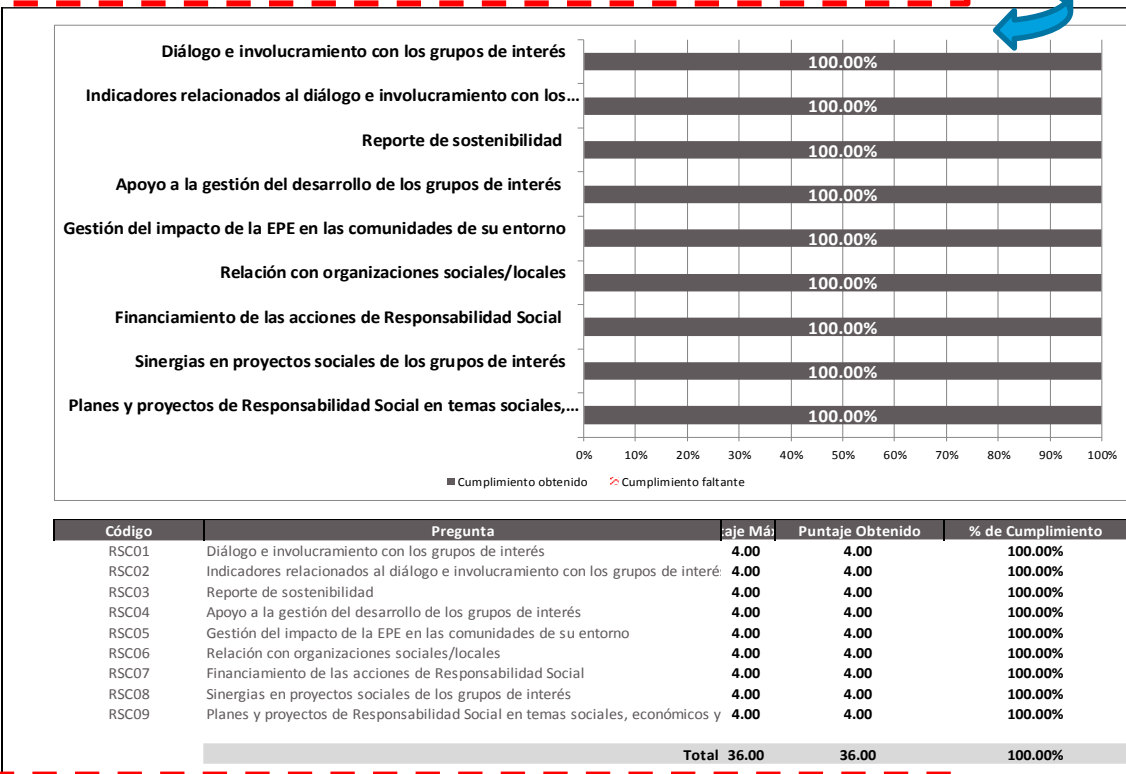 Diálogo e involucramiento con los grupos de interés 100.00%
Indicadores relacionados al diálogo e involucramiento con los... 100.00%
Reporte de sostenibilidad 100.00%
Apoyo a la gestión del desarrollo de los grupos de interés 100.00%
Gestión del impacto de la EPE en las comunidades de su entorno 100.00%
Relación con organizaciones sociales/locales 100.00%
Financiamiento de las acciones de Responsabilidad Social 100.00%
Sinergias en proyectos sociales de los grupos de interés 100.00%
Planes y proyectos de Responsabilidad Social en temas sociales,... 100.00%
0% 10% 20% 30% 40% 50% 60% 70% 80% 90% 100%
Cumplimiento obtenido Cumplimiento faltante
Código Pregunta aje Má Puntaje Obtenido % de Cumplimiento
RSC01 Diálogo e involucramiento con los grupos de interés 4.00 4.00 100.00%
RSC02 Indicadores relacionados al diálogo e involucramiento con los grupos de interé 4.00 4.00 100.00%
RSC03 Reporte de sostenibilidad 4.00 4.00 100.00%
RSC04 Apoyo a la gestión del desarrollo de los grupos de interés 4.00 4.00 100.00%
RSC05 Gestión del impacto de la EPE en las comunidades de su entorno 4.00 4.00 100.00%
RSC06 Relación con organizaciones sociales/locales 4.00 4.00 100.00%
RSC07 Financiamiento de las acciones de Responsabilidad Social 4.00 4.00 100.00%
RSC08 Sinergias en proyectos sociales de los grupos de interés 4.00 4.00 100.00%
RSC09 Planes y proyectos de Responsabilidad Social en temas sociales, económicos y 4.00 4.00 100.00%
Total 36.00 36.00 100.00%